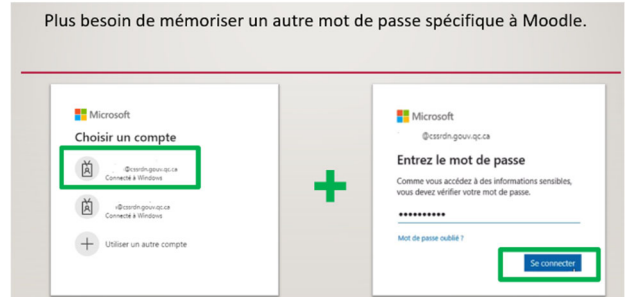 Plus besoin de mémoriser un autre mot de passe spécifique à Moodle.
Microsoft
Choisir un compte
@cssrdn.gouv.qc.ca
Connecté à Windows
@cssrdn.gouv.qc.ca
Connecté à Windows
Utiliser un autre compte
Microsoft
@cssrdn.gouv.qc.ca
Entrez le mot de passe
Comme vous accédez à des informations sensibles,
vous devez vérifier votre mot de passe.
••••••••••
Mot de passe oublié ?
Se connecter